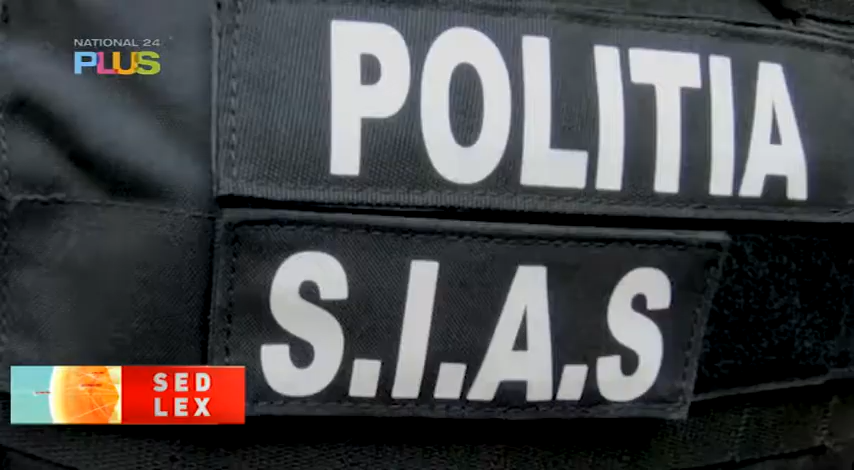 NATIONAL 24
PLUS
POLITIA
S.I.A.S
SED
LEX